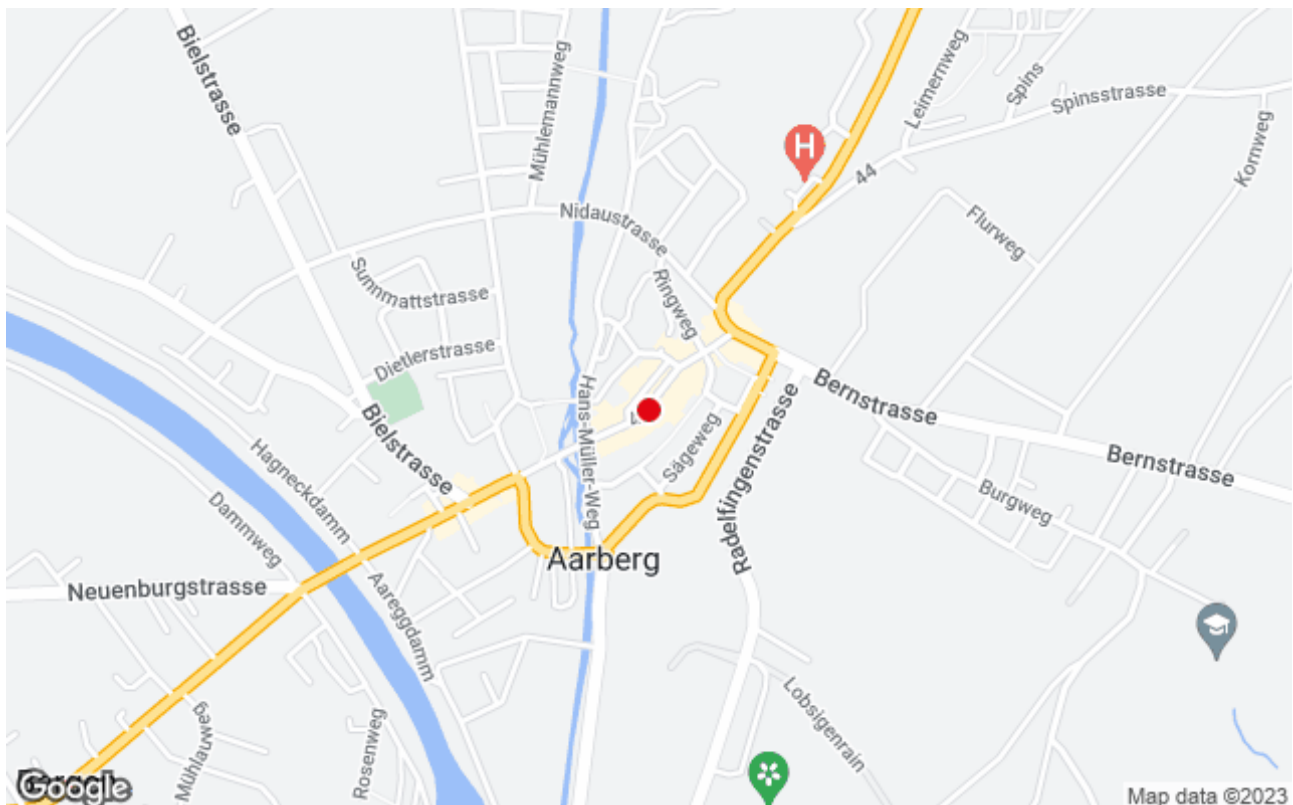 Bielstrasse
Mühlemannweg
Leimernweg
Spins
Spinsstrasse
Kornweg
H
44
Nidaustrasse
Flurweg
Sunnmattstrasse
Ringweg
Dietlerstrasse
Hans-Müller-Weg
Bernstrasse
Bielstrasse
Sägeweg
Bernstrasse
Hagneckdamm
Radelfingenstrasse
Burgweg
Dammweg
Aarberg
Neuenburgstrasse
Aareggdamm
Lobsigenrain
Mühlauweg
Rosenweg
Google
Map data ©2023